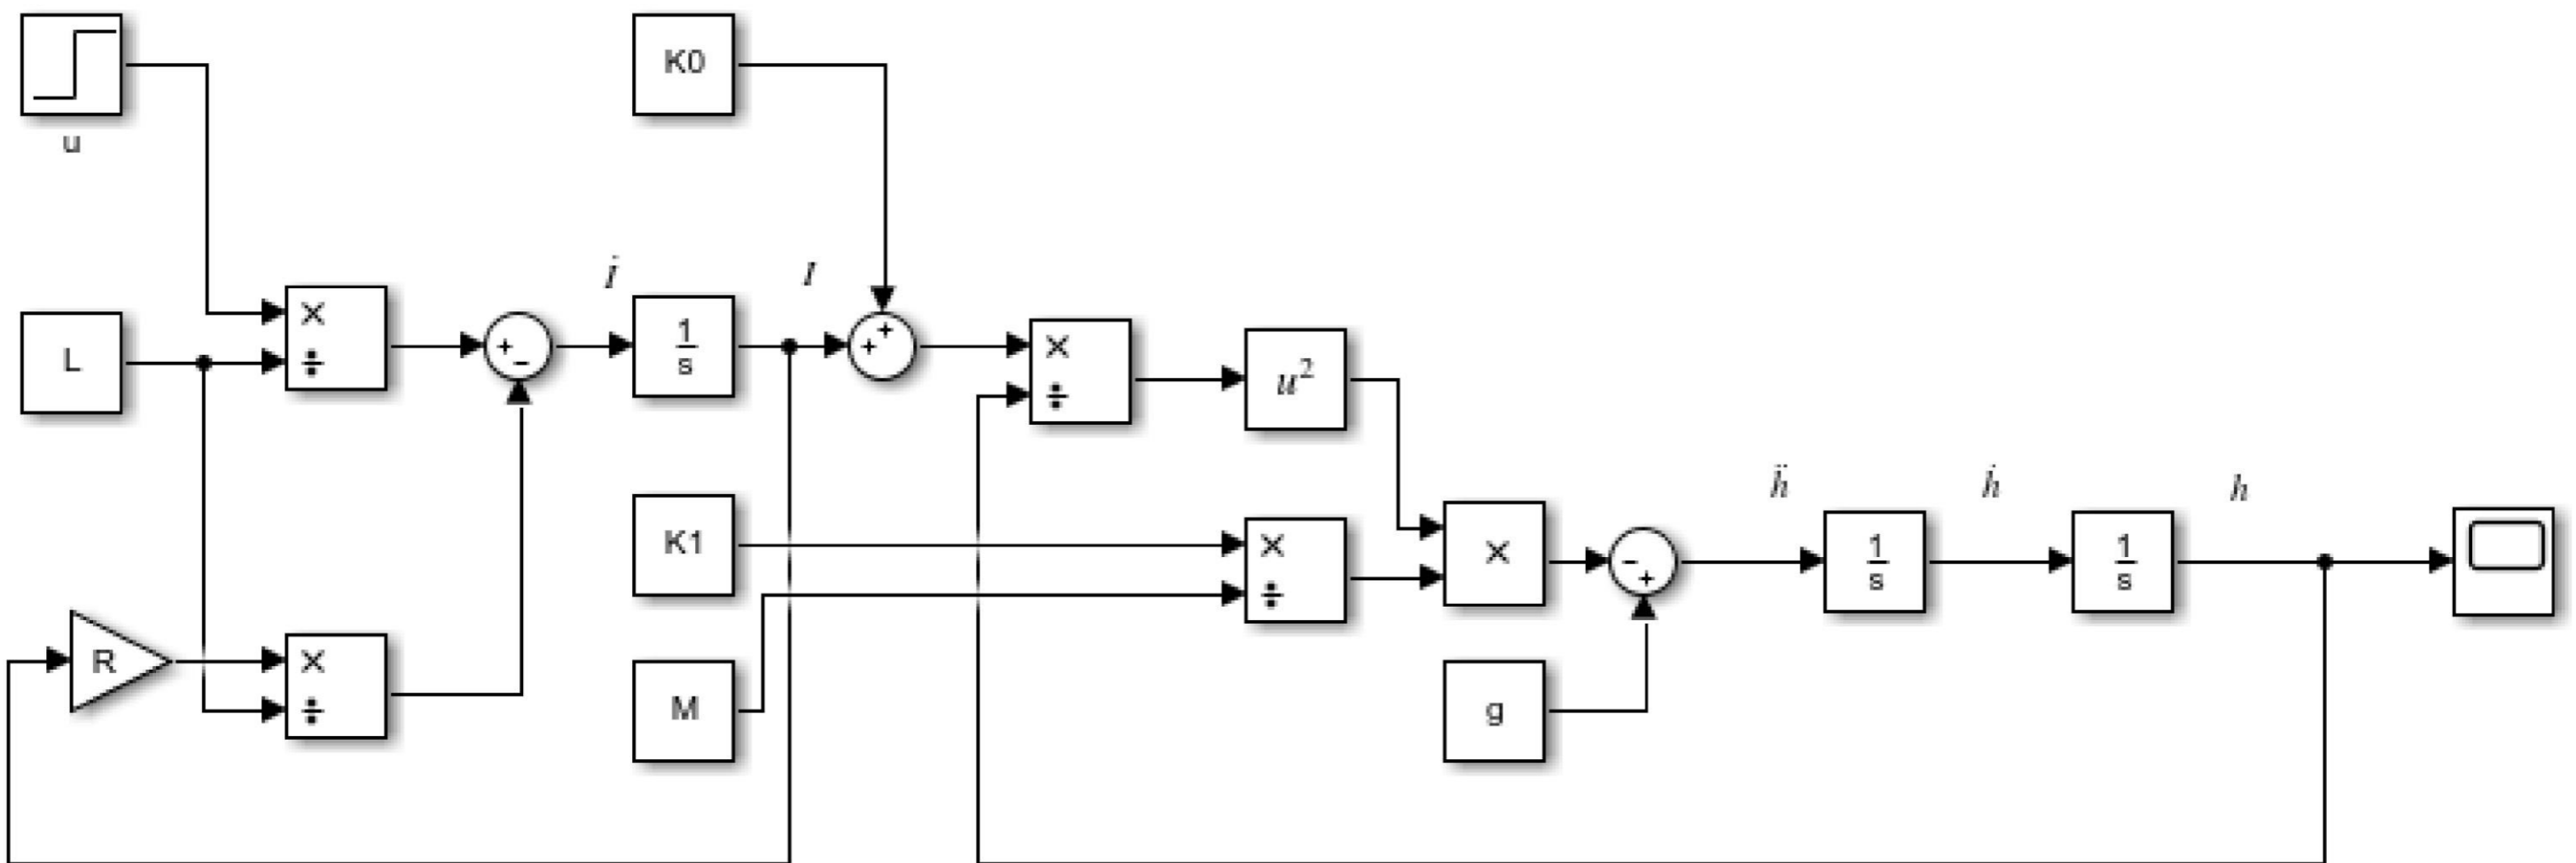 u
K0
L
×
÷
+
−
İ
1
s
I
+
+
×
÷
u²
R
×
÷
K1
M
×
÷
×
g
−
+
ḧ
1
s
ḣ
1
s
h